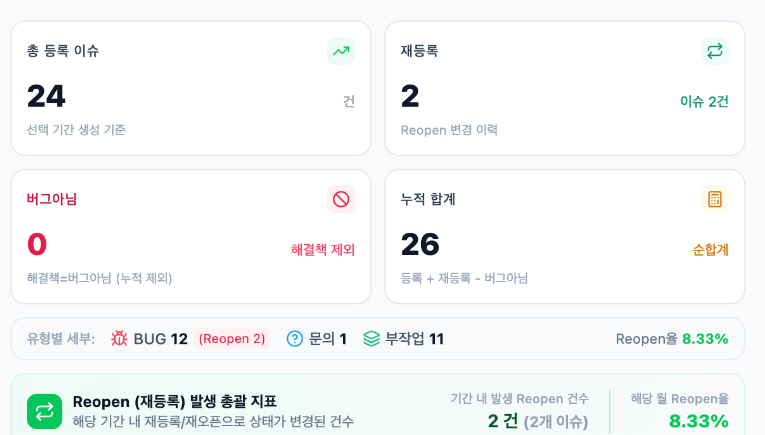 총 등록 이슈
24 건
선택 기간 생성 기준
재등록
2 이슈 2건
Reopen 변경 이력
버그아님
0 해결책 제외
해결책=버그아님 (누적 제외)
누적 합계
26 순합계
등록 + 재등록 - 버그아님
유형별 세부: BUG 12 (Reopen 2) 문의 1 부작업 11 Reopen율 8.33%
Reopen (재등록) 발생 총괄 지표
해당 기간 내 재등록/재오픈으로 상태가 변경된 건수
기간 내 발생 Reopen 건수
2 건 (2개 이슈)
해당 월 Reopen율
8.33%